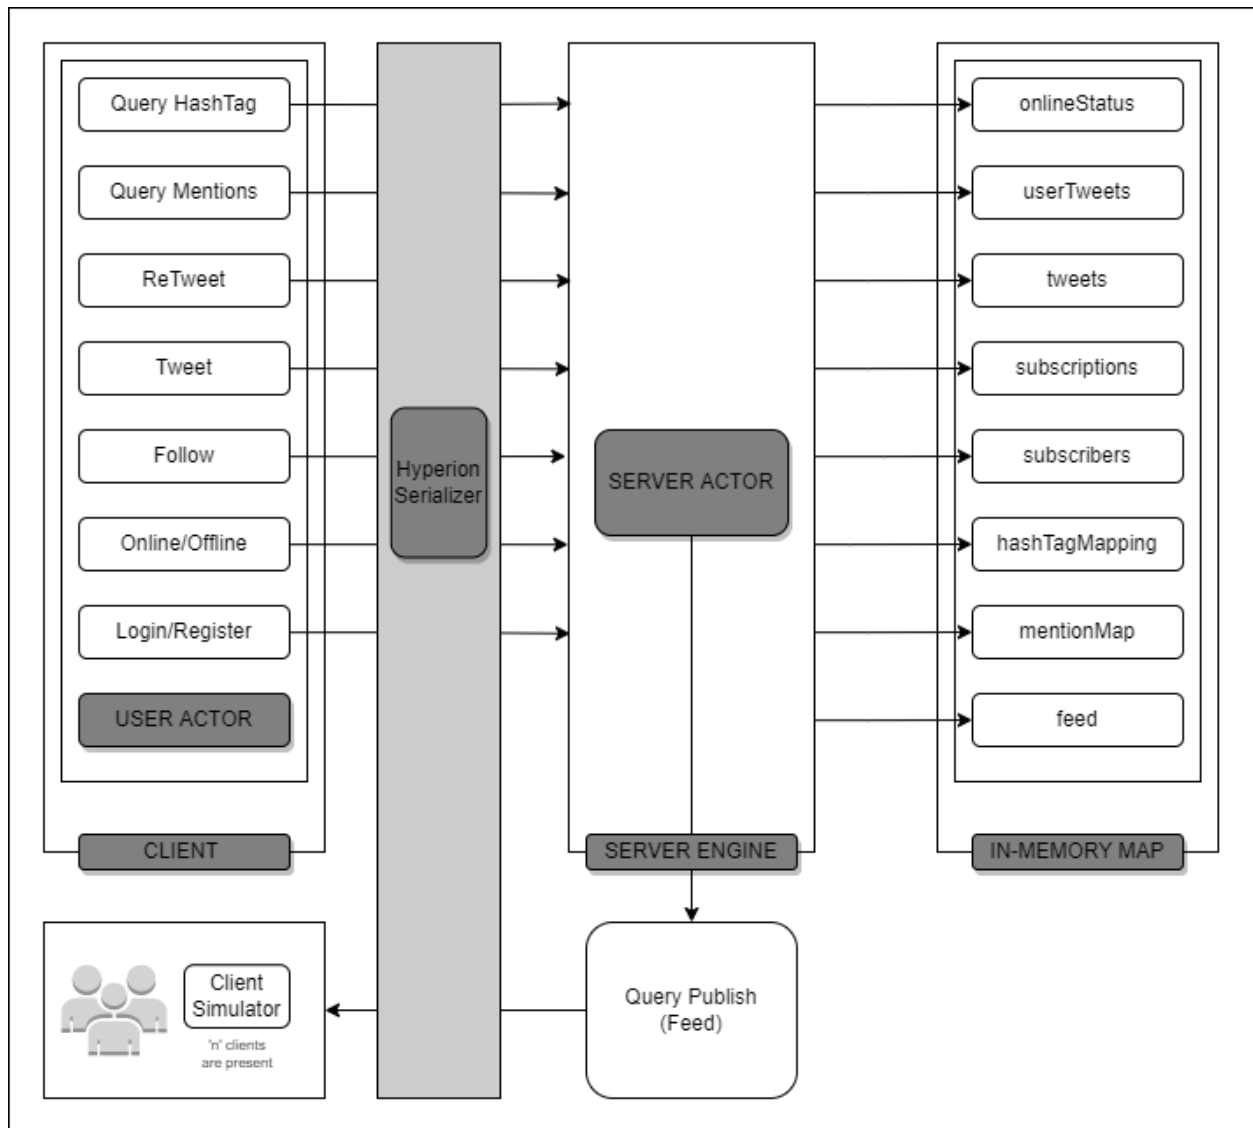 Query HashTag
Query Mentions
ReTweet
Tweet
Follow
Online/Offline
Login/Register
USER ACTOR
CLIENT
Hyperion
Serializer
SERVER ACTOR
SERVER ENGINE
onlineStatus
userTweets
tweets
subscriptions
subscribers
hashTagMapping
mentionMap
feed
IN-MEMORY MAP
Client
Simulator
'n' clients
are present
Query Publish
(Feed)